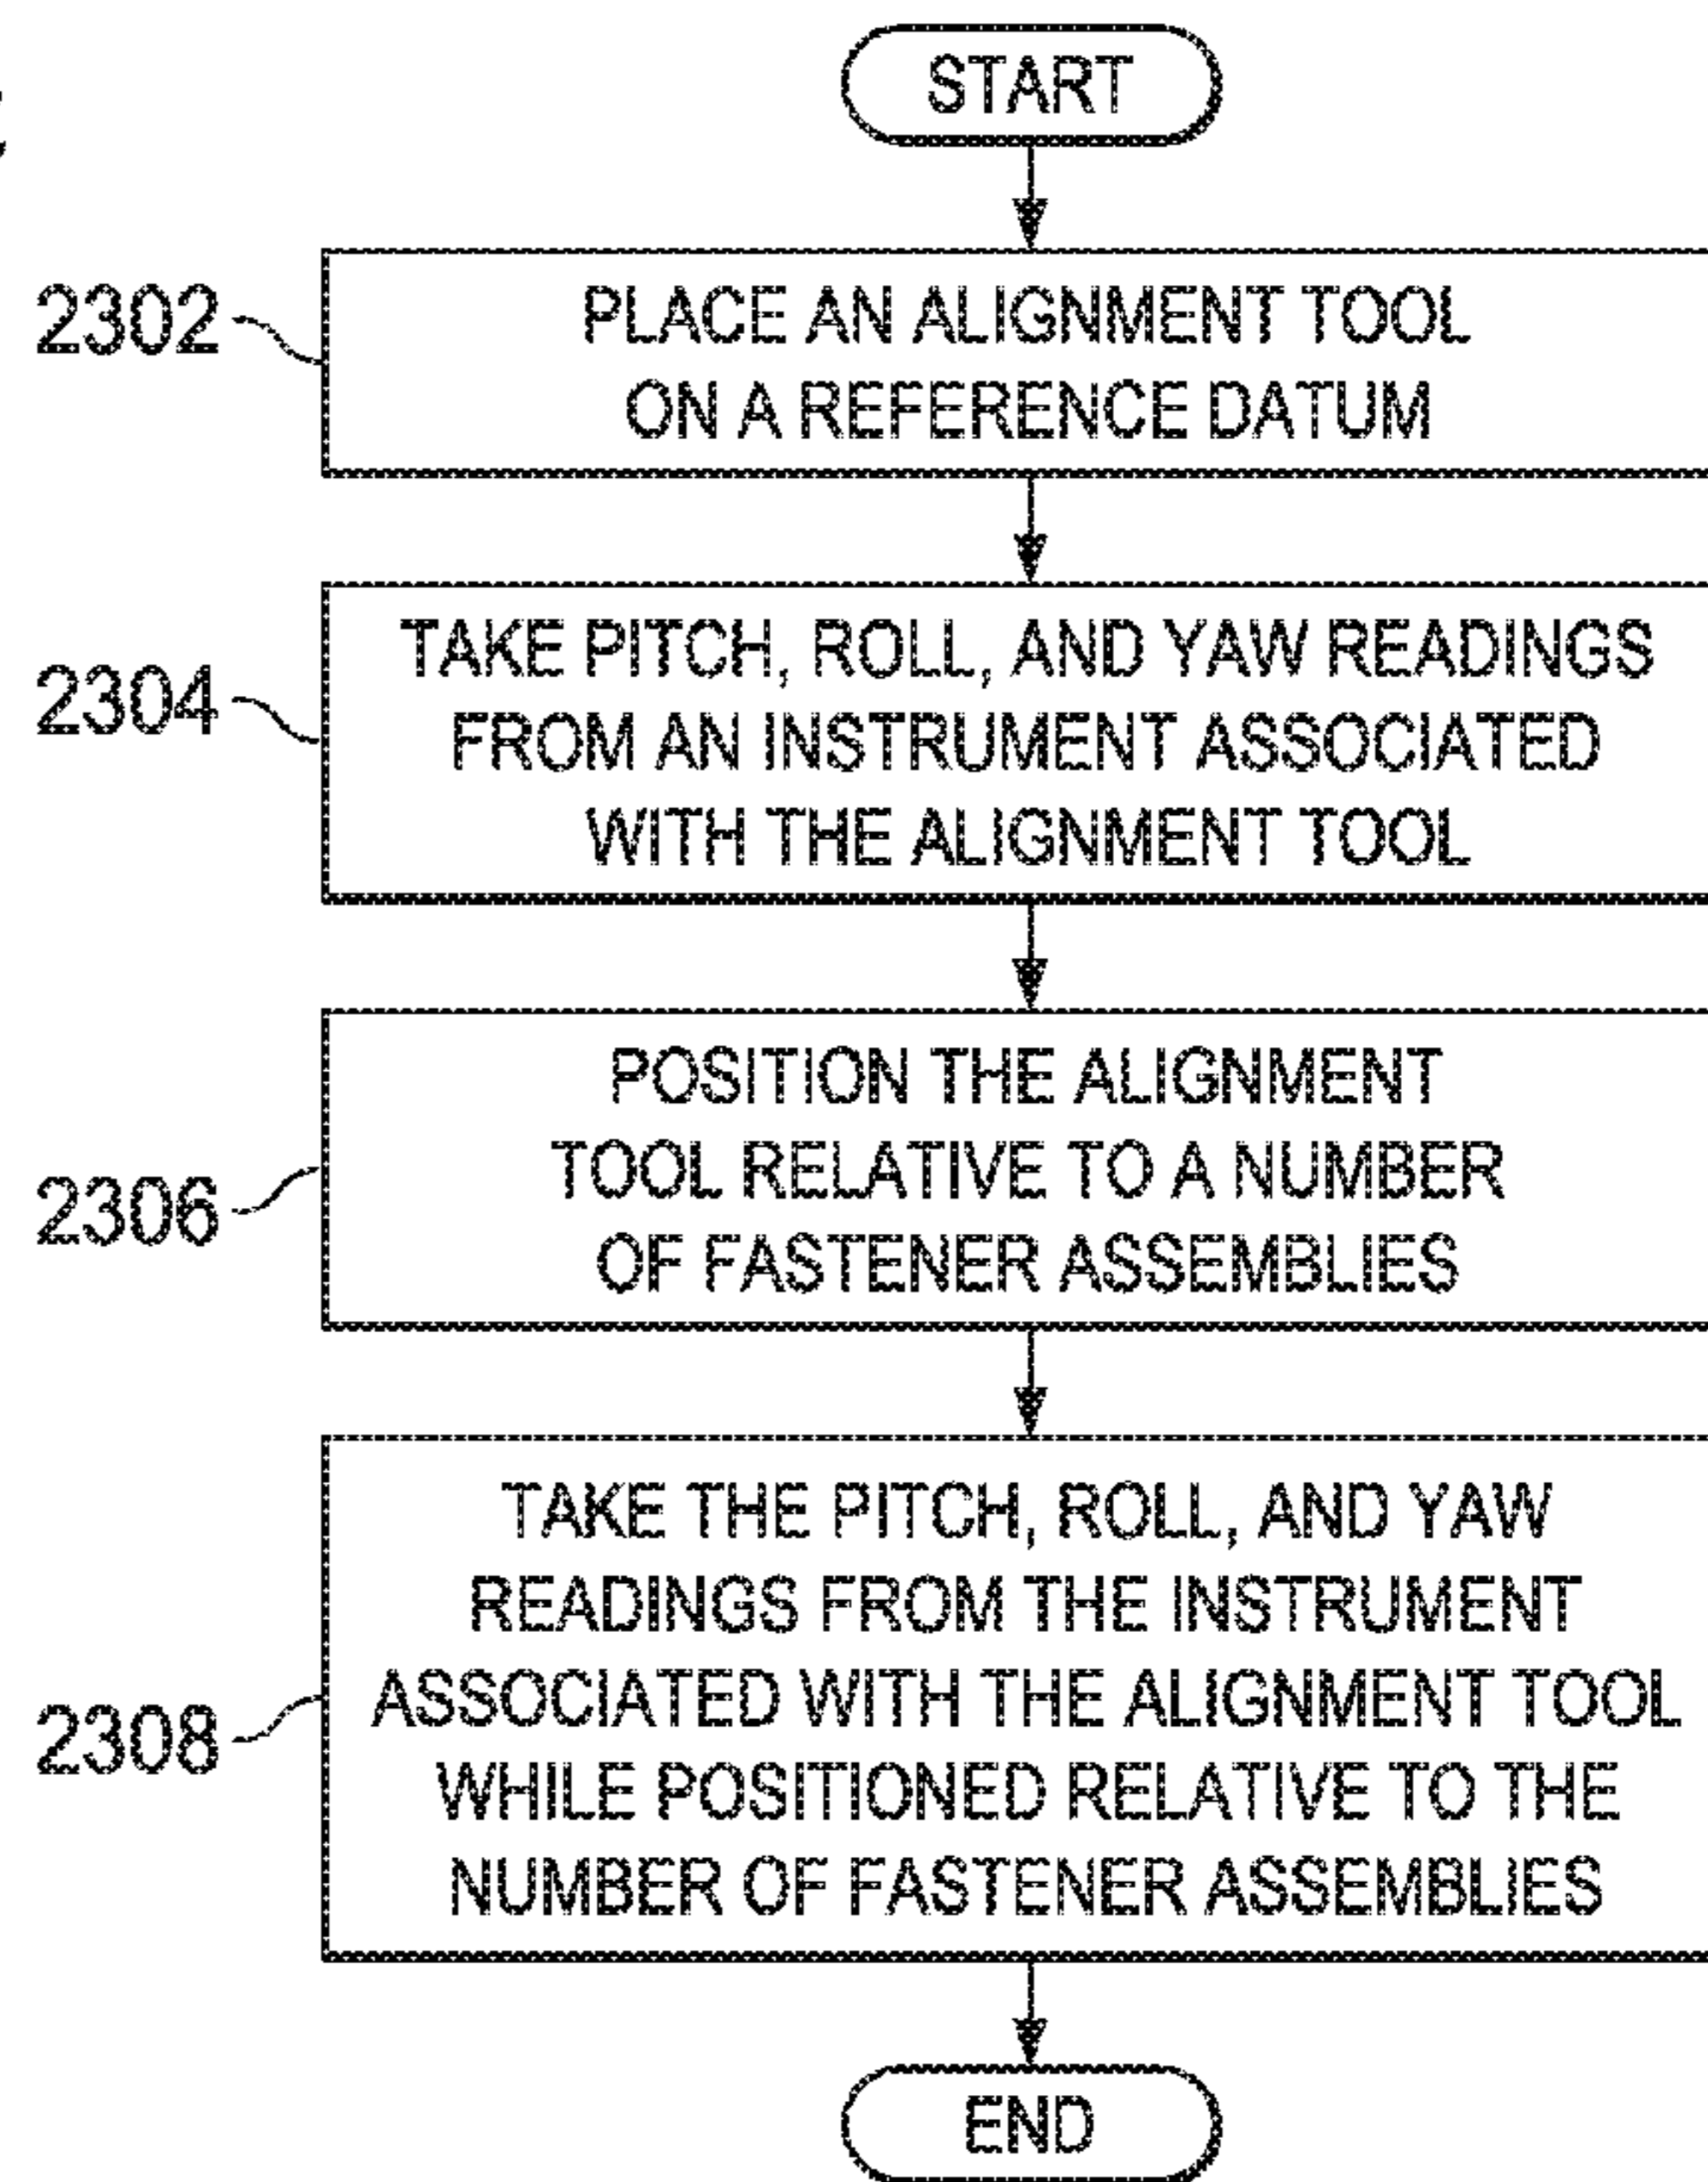 START
2302
PLACE AN ALIGNMENT TOOL
ON A REFERENCE DATUM
2304
TAKE PITCH, ROLL, AND YAW READINGS
FROM AN INSTRUMENT ASSOCIATED
WITH THE ALIGNMENT TOOL
2306
POSITION THE ALIGNMENT
TOOL RELATIVE TO A NUMBER
OF FASTENER ASSEMBLIES
2308
TAKE THE PITCH, ROLL, AND YAW
READINGS FROM THE INSTRUMENT
ASSOCIATED WITH THE ALIGNMENT TOOL
WHILE POSITIONED RELATIVE TO THE
NUMBER OF FASTENER ASSEMBLIES
END